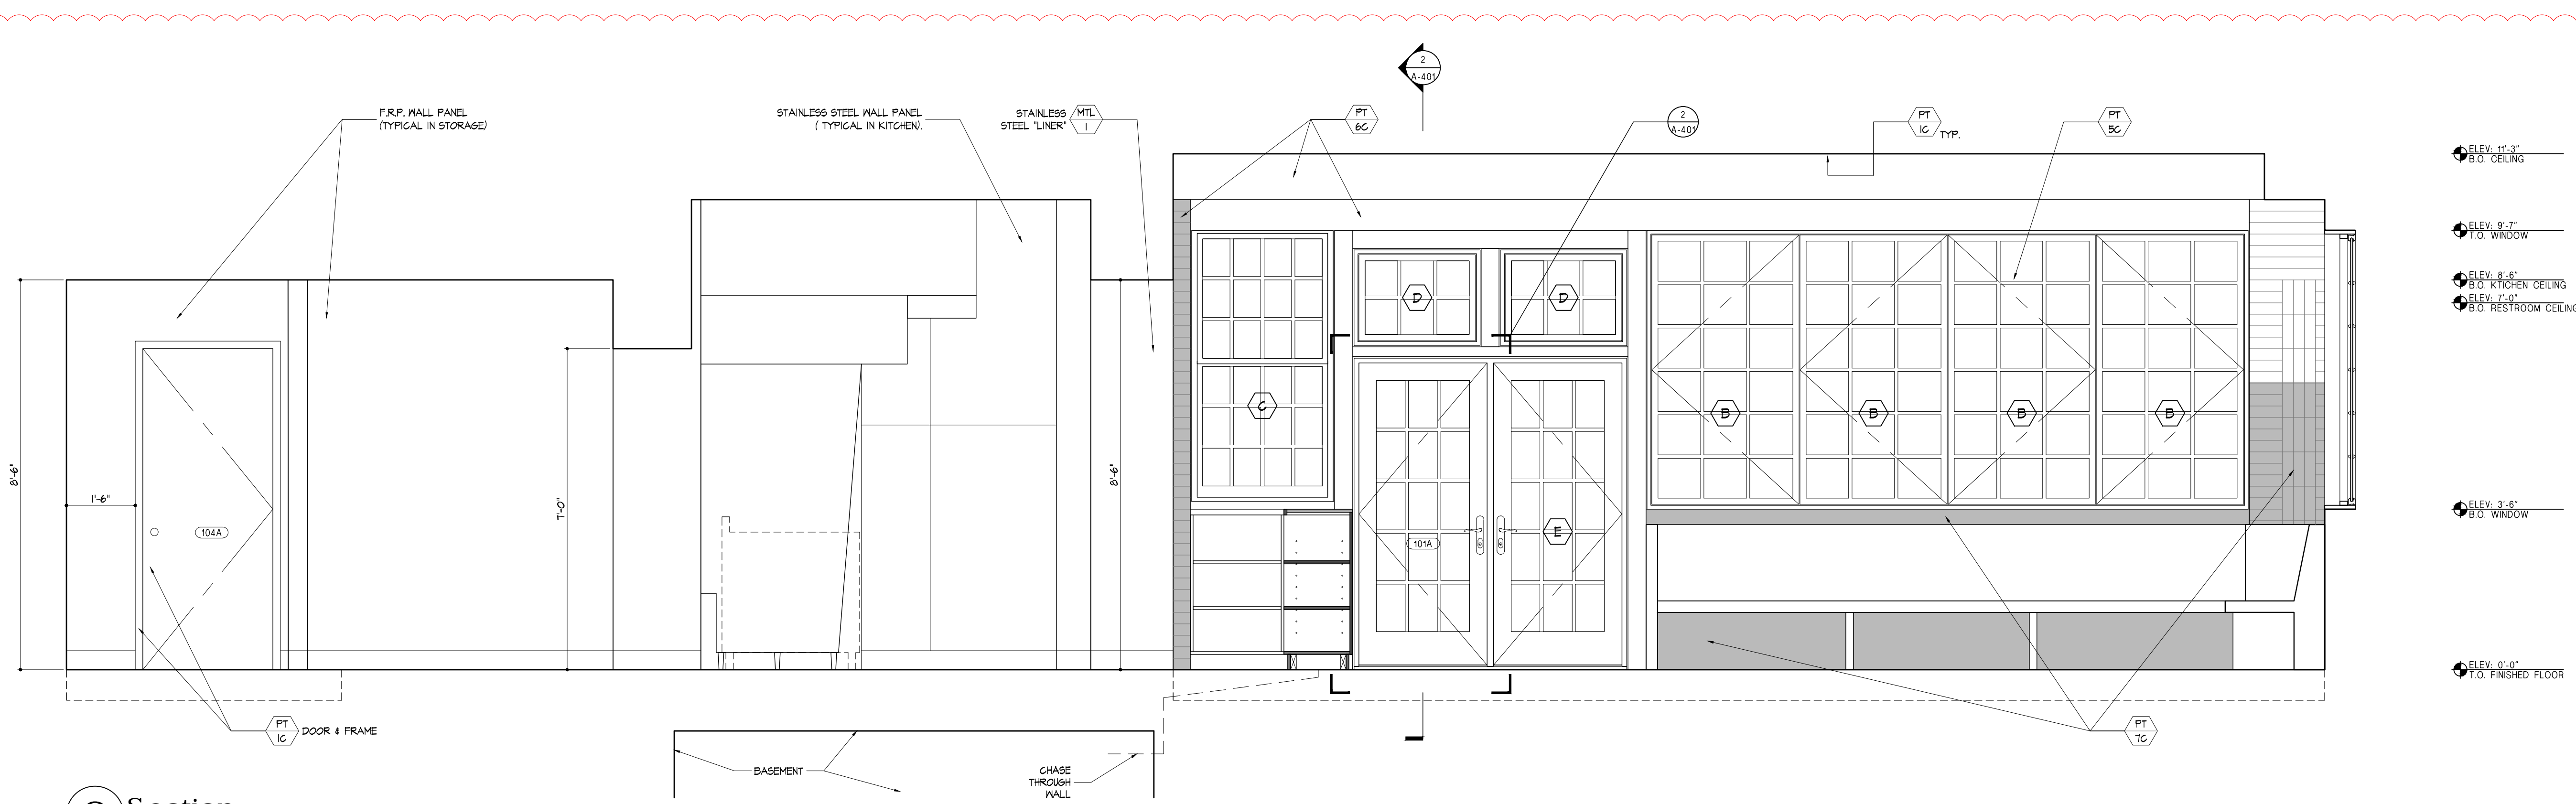 2
A-401
F.R.P. WALL PANEL
(TYPICAL IN STORAGE)
STAINLESS STEEL WALL PANEL
( TYPICAL IN KITCHEN).
STAINLESS
STEEL "LINER"
MTL
1
PT
6C
2
A-401
PT
1C
TYP.
PT
5C
ELEV: 11'-3"
B.O. CEILING
ELEV: 9'-7"
T.O. WINDOW
ELEV: 8'-6"
B.O. KTICHEN CEILING
ELEV: 7'-0"
B.O. RESTROOM CEILING
ELEV: 3'-6"
B.O. WINDOW
ELEV: 0'-0"
T.O. FINISHED FLOOR
D
D
C
B
B
B
B
E
8'-6"
1'-6"
104A
7'-0"
8'-6"
101A
PT
1C
DOOR & FRAME
PT
7C
BASEMENT
CHASE
THROUGH
WALL
Section